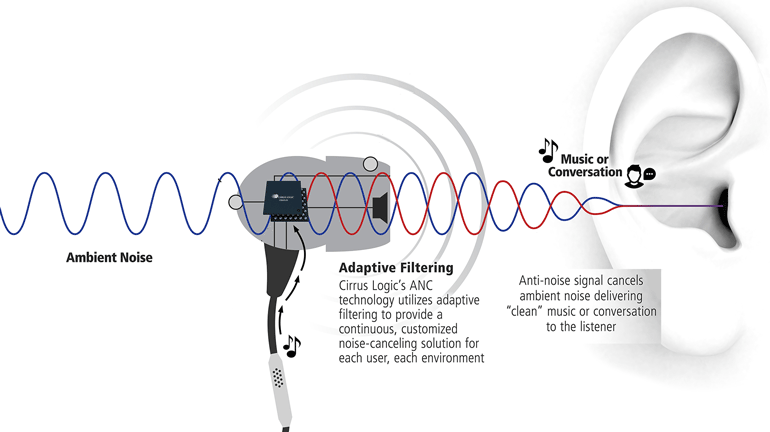 Music or
Conversation
Ambient Noise
Adaptive Filtering
Cirrus Logic's ANC
technology utilizes adaptive
filtering to provide a
continuous, customized
noise-canceling solution for
each user, each environment
Anti-noise signal cancels
ambient noise delivering
“clean” music or conversation
to the listener